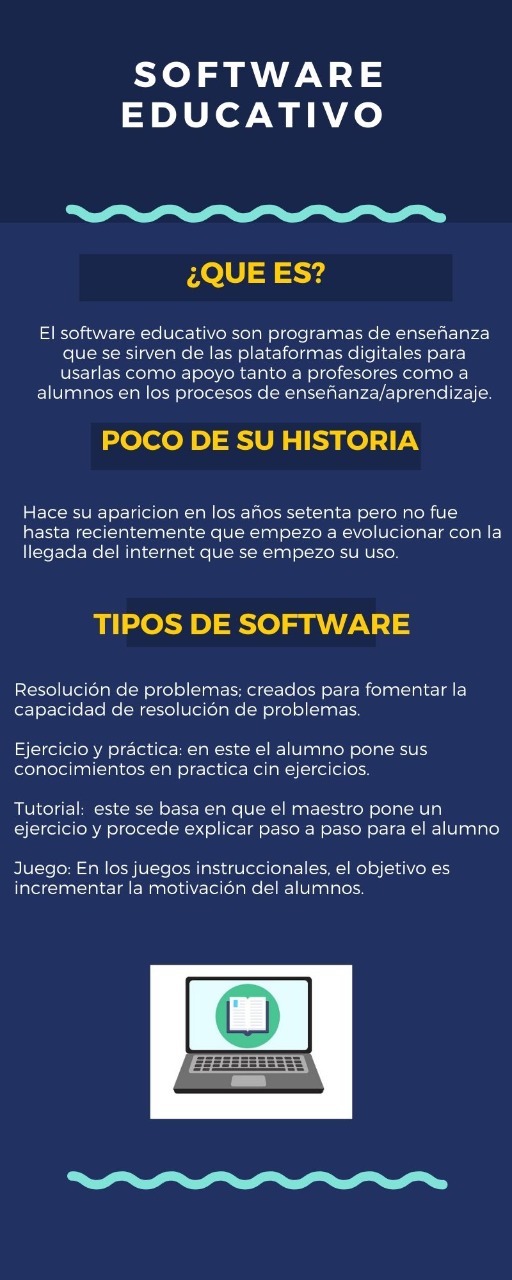 SOFTWARE
EDUCATIVO
¿QUE ES?
El software educativo son programas de enseñanza
que se sirven de las plataformas digitales para
usarlas como apoyo tanto a profesores como a
alumnos en los procesos de enseñanza/aprendizaje.
POCO DE SU HISTORIA
Hace su aparicion en los años setenta pero no fue
hasta recientemente que empezo a evolucionar con la
llegada del internet que se empezo su uso.
TIPOS DE SOFTWARE
Resolución de problemas; creados para fomentar la
capacidad de resolución de problemas.
Ejercicio y práctica: en este el alumno pone sus
conocimientos en practica cin ejercicios.
Tutorial:  este se basa en que el maestro pone un
ejercicio y procede explicar paso a paso para el alumno
Juego: En los juegos instruccionales, el objetivo es
incrementar la motivación del alumnos.